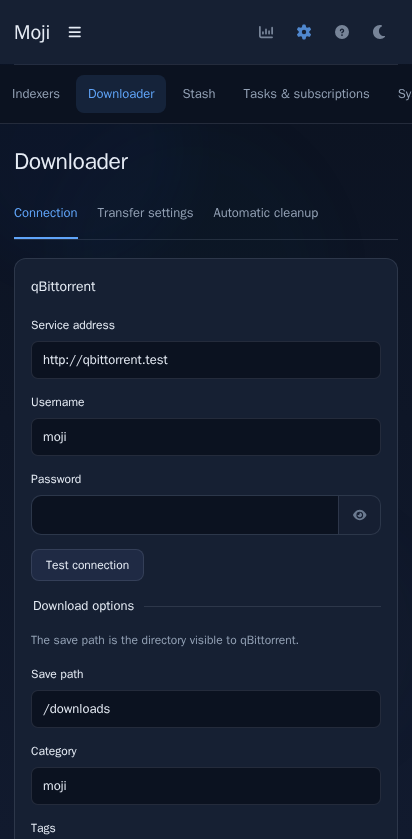 Moji
Indexers Downloader Stash Tasks & subscriptions Sy
Downloader
Connection Transfer settings Automatic cleanup
qBittorrent
Service address
http://qbittorrent.test
Username
moji
Password
Test connection
Download options
The save path is the directory visible to qBittorrent.
Save path
/downloads
Category
moji
Tags